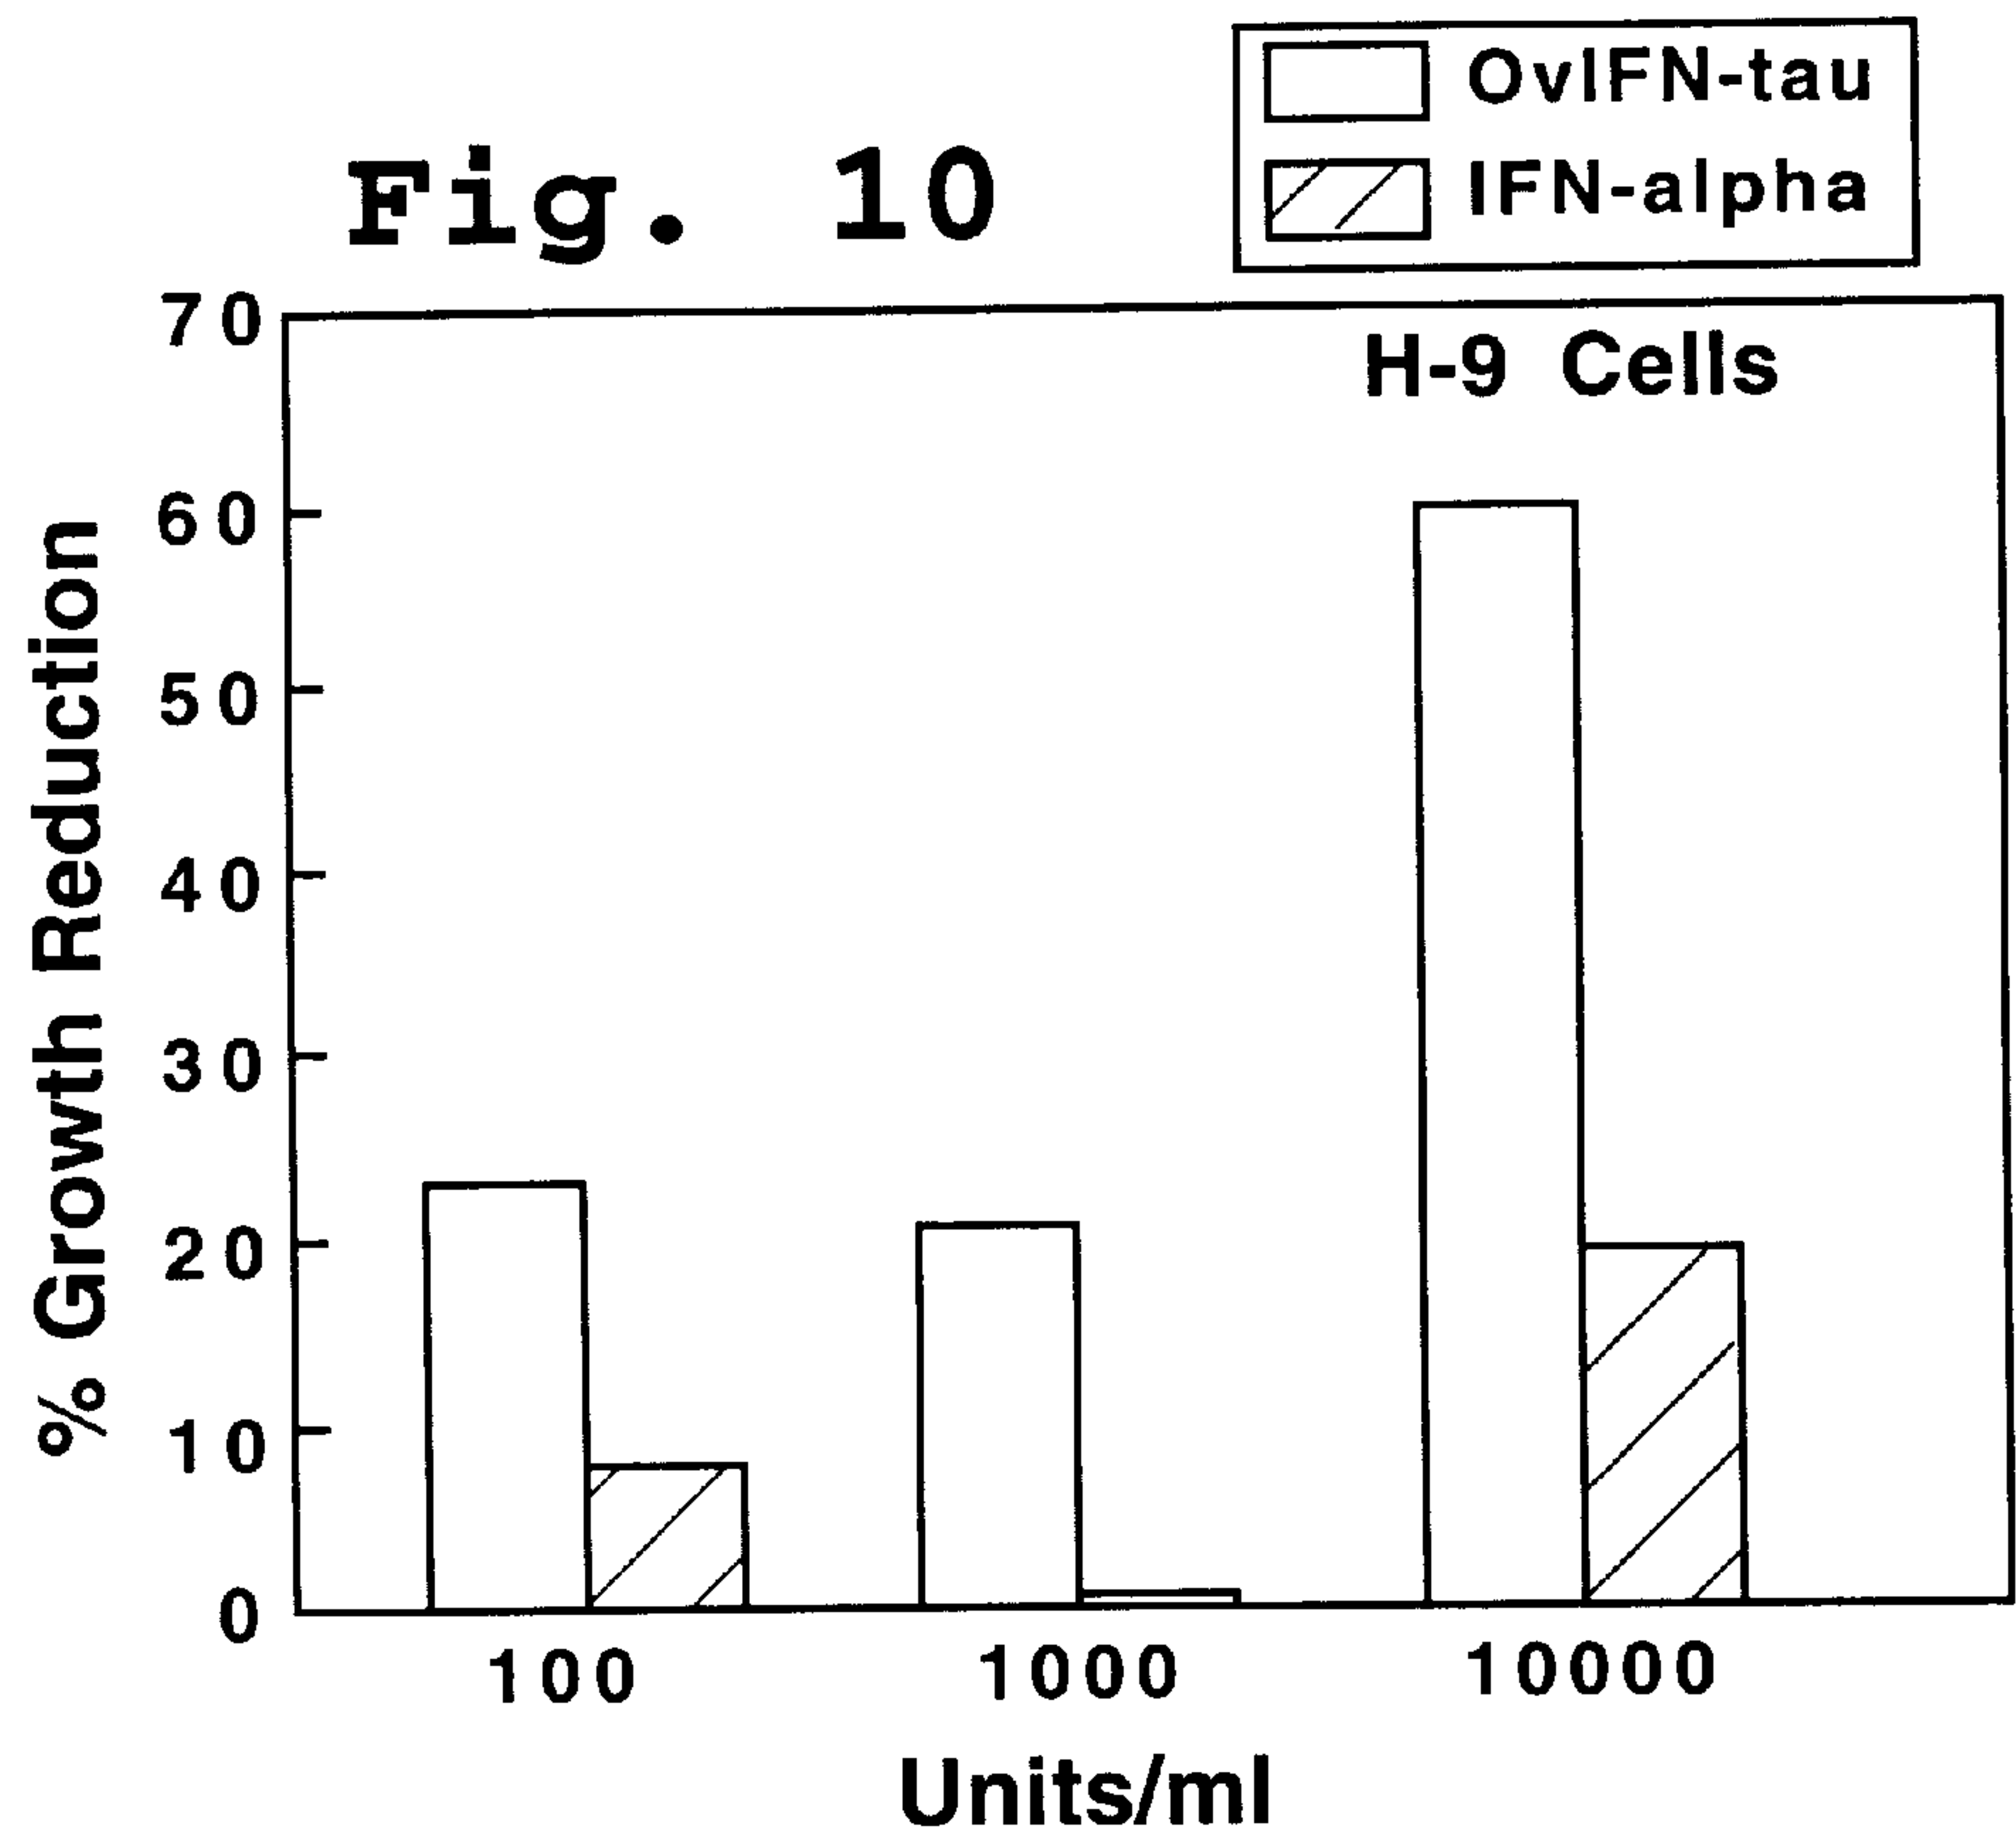 OvIFN-tau
IFN-alpha
Fig. 10
H-9 Cells
% Growth Reduction
70
60
50
40
30
20
10
0
100 1000 10000
Units/ml